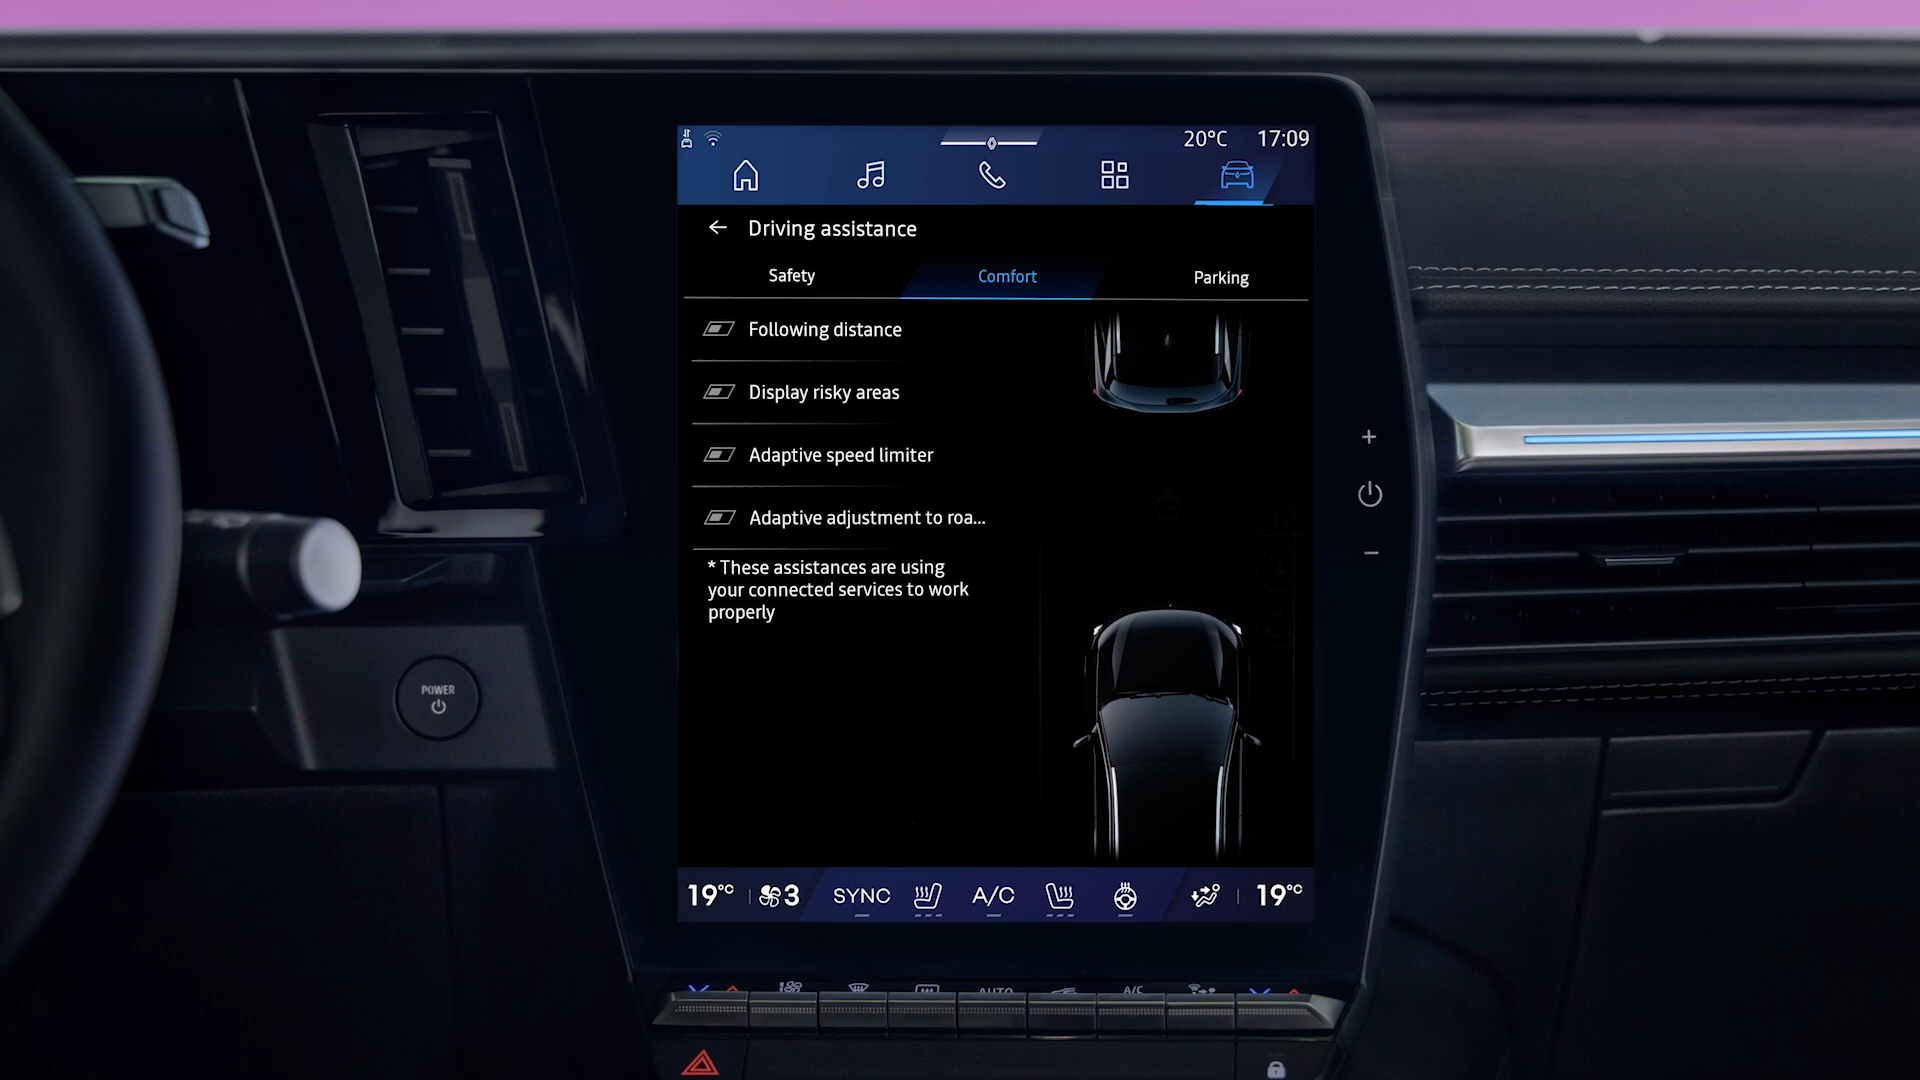 20°C 17:09
Driving assistance
Safety Comfort Parking
Following distance
Display risky areas
Adaptive speed limiter
Adaptive adjustment to roa...
* These assistances are using
your connected services to work
properly
POWER
19°C 3 SYNC A/C 19°C
AUTO A/C